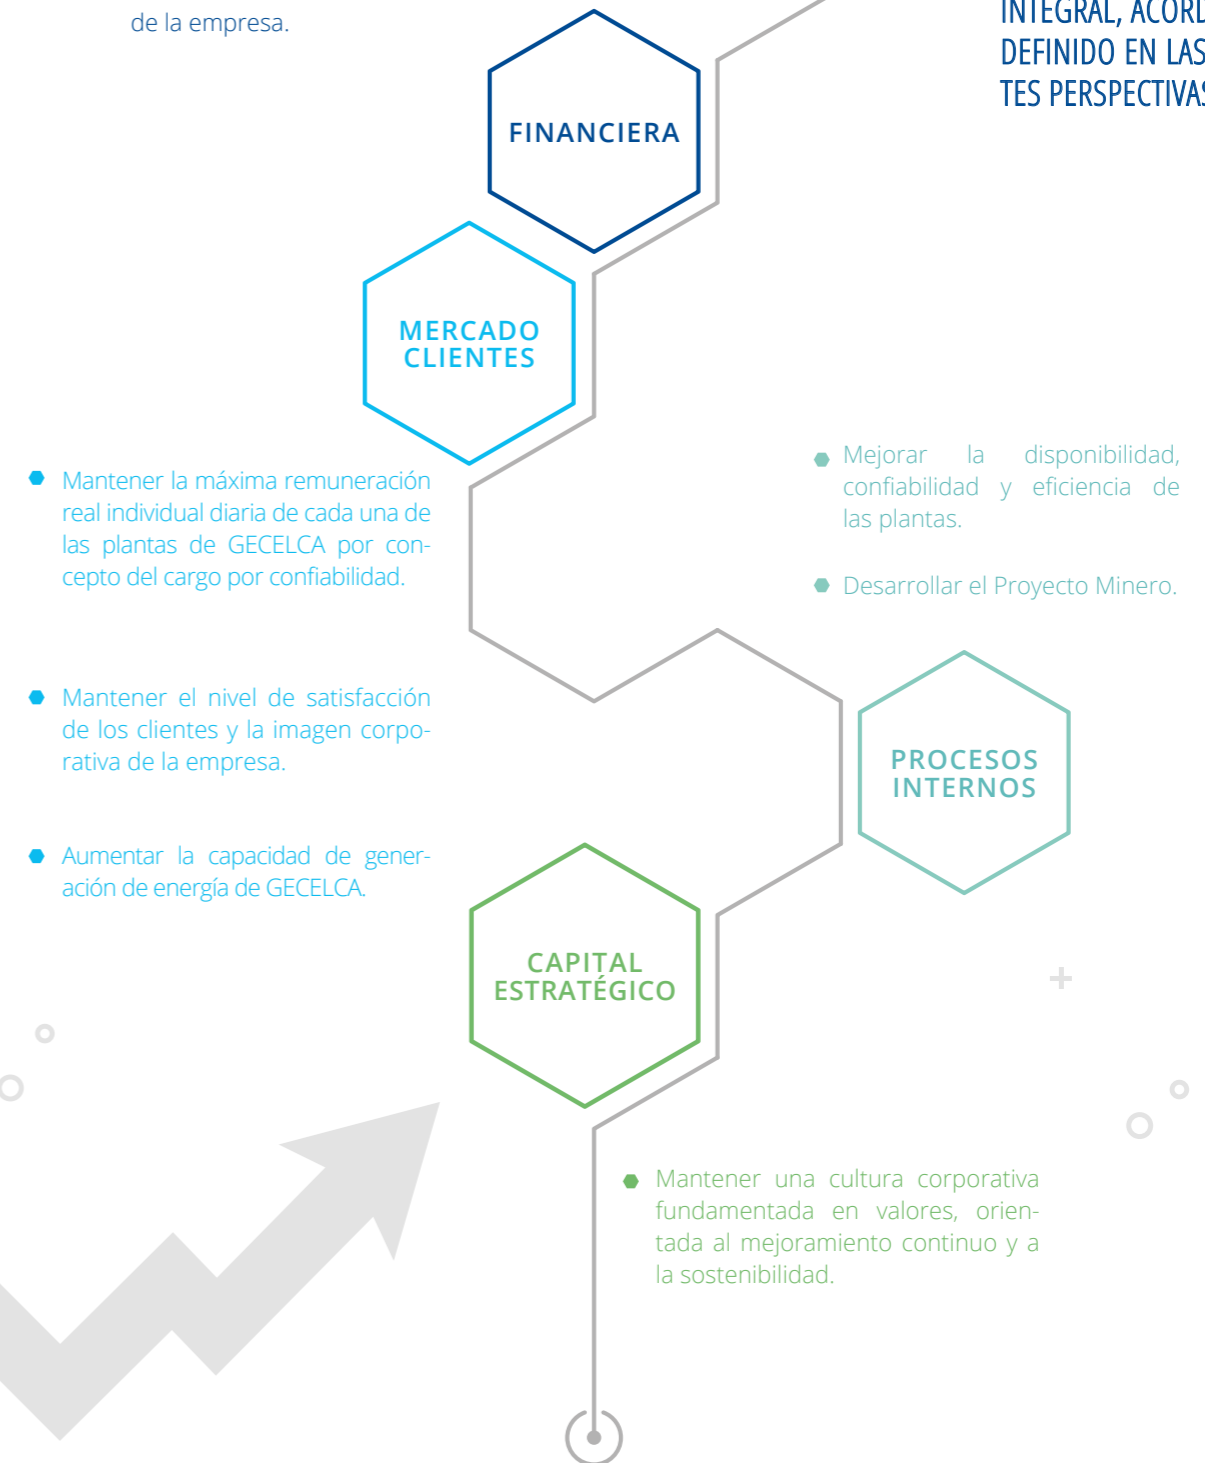 de la empresa.
INTEGRAL, ACORD
DEFINIDO EN LAS
TES PERSPECTIVAS
FINANCIERA
MERCADO
CLIENTES
Mantener la máxima remuneración
real individual diaria de cada una de
las plantas de GECELCA por con-
cepto del cargo por confiabilidad.
Mantener el nivel de satisfacción
de los clientes y la imagen corpo-
rativa de la empresa.
Aumentar la capacidad de gener-
ación de energía de GECELCA.
Mejorar la disponibilidad,
confiabilidad y eficiencia de
las plantas.
Desarrollar el Proyecto Minero.
PROCESOS
INTERNOS
CAPITAL
ESTRATÉGICO
Mantener una cultura corporativa
fundamentada en valores, orien-
tada al mejoramiento continuo y a
la sostenibilidad.